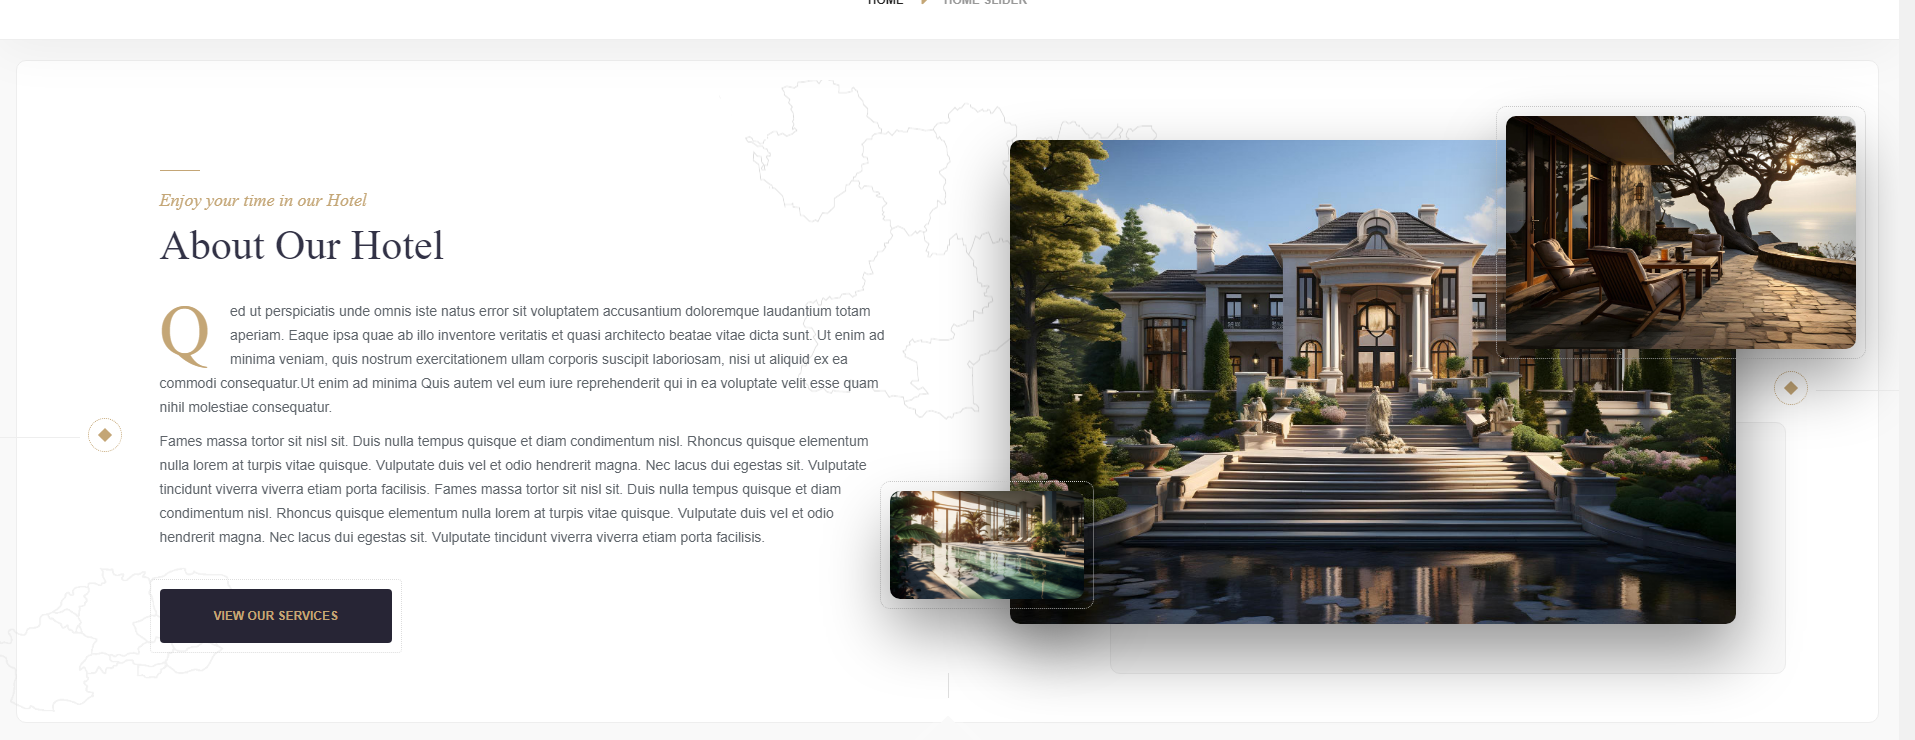 HOME HOME SLIDER
Enjoy your time in our Hotel
About Our Hotel
Qed ut perspiciatis unde omnis iste natus error sit voluptatem accusantium doloremque laudantium totam
aperiam. Eaque ipsa quae ab illo inventore veritatis et quasi architecto beatae vitae dicta sunt. Ut enim ad
minima veniam, quis nostrum exercitationem ullam corporis suscipit laboriosam, nisi ut aliquid ex ea
commodi consequatur.Ut enim ad minima Quis autem vel eum iure reprehenderit qui in ea voluptate velit esse quam
nihil molestiae consequatur.
Fames massa tortor sit nisl sit. Duis nulla tempus quisque et diam condimentum nisl. Rhoncus quisque elementum
nulla lorem at turpis vitae quisque. Vulputate duis vel et odio hendrerit magna. Nec lacus dui egestas sit. Vulputate
tincidunt viverra viverra etiam porta facilisis. Fames massa tortor sit nisl sit. Duis nulla tempus quisque et diam
condimentum nisl. Rhoncus quisque elementum nulla lorem at turpis vitae quisque. Vulputate duis vel et odio
hendrerit magna. Nec lacus dui egestas sit. Vulputate tincidunt viverra viverra etiam porta facilisis.
VIEW OUR SERVICES